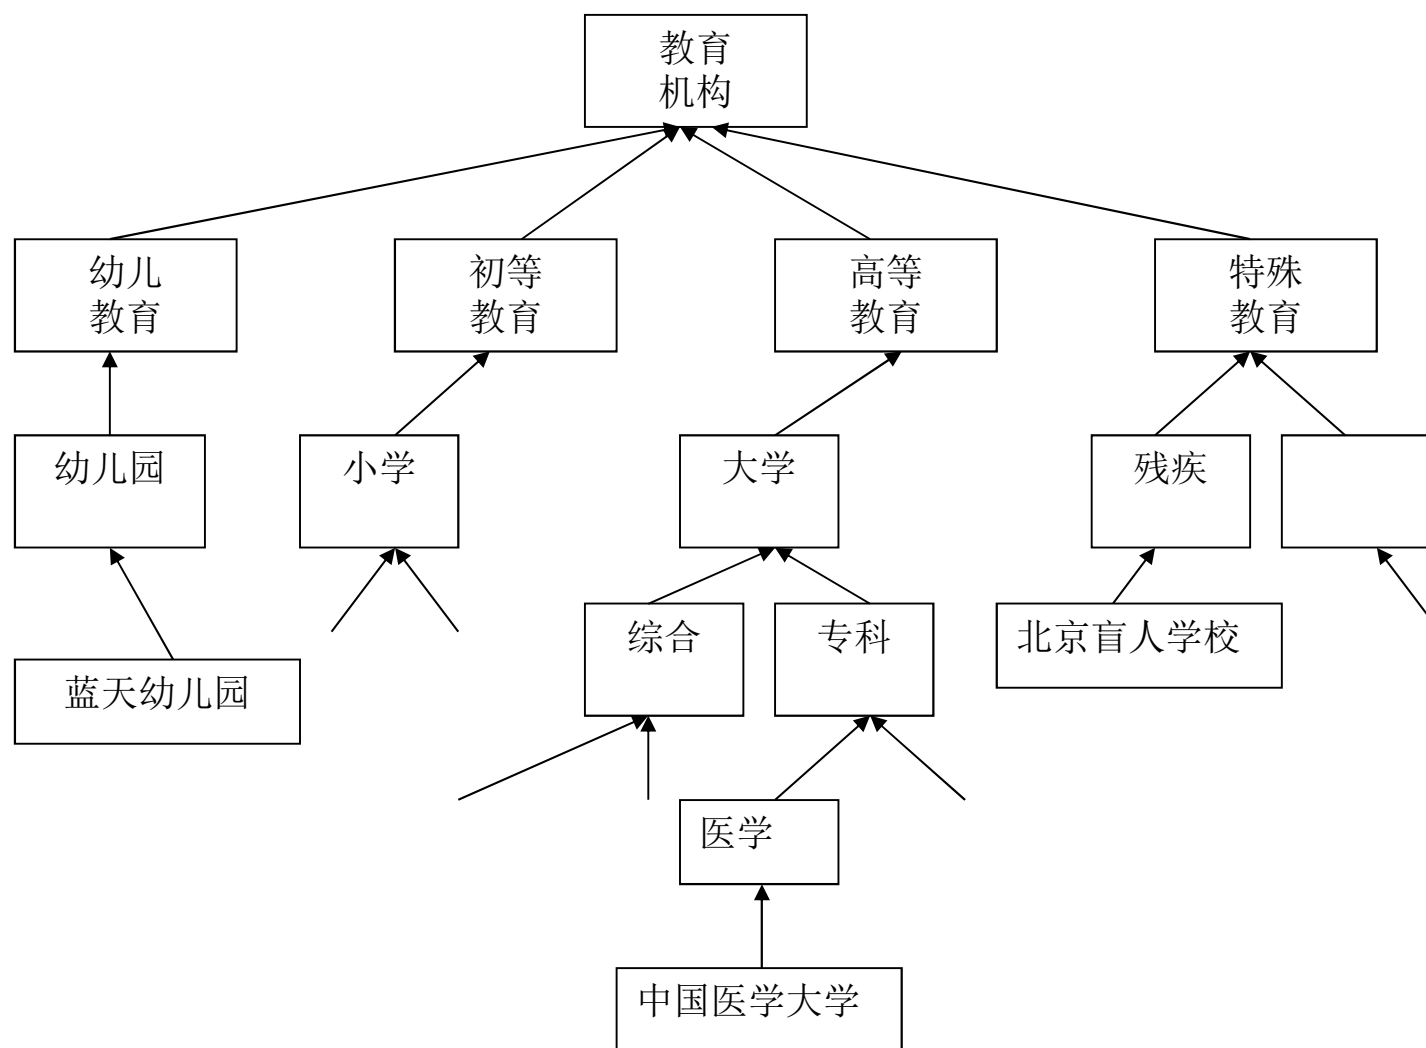 教育
机构
幼儿
教育
初等
教育
高等
教育
特殊
教育
幼儿园
小学
大学
残疾
综合
专科
北京盲人学校
蓝天幼儿园
医学
中国医学大学